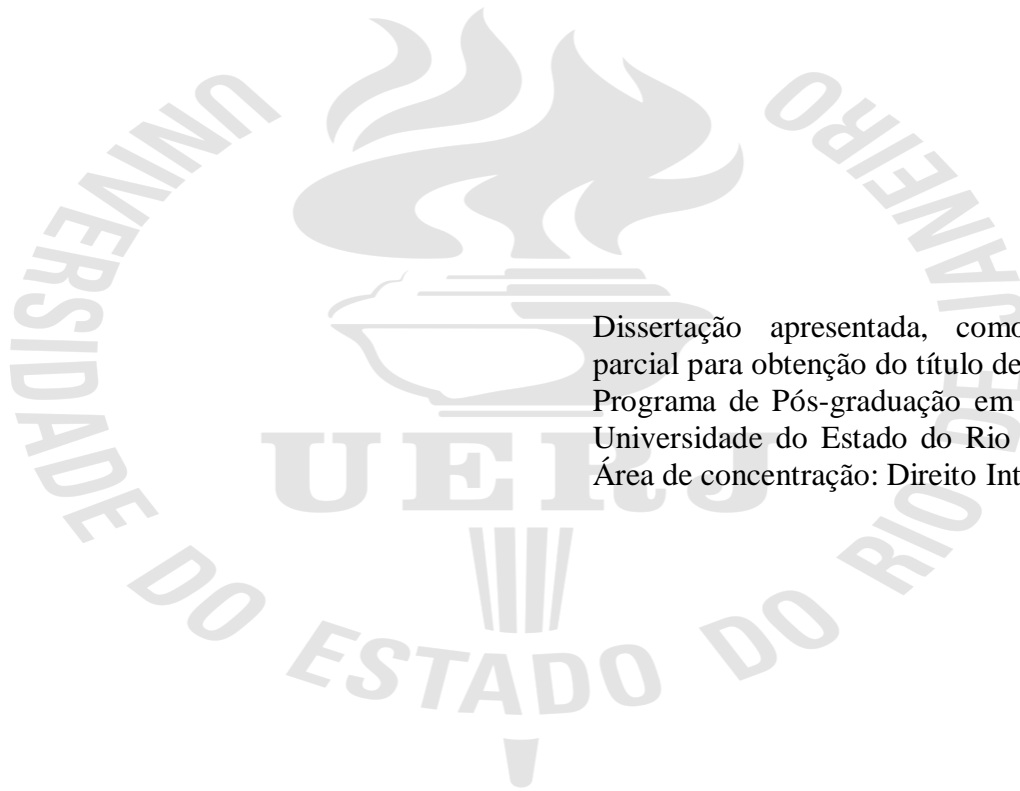 UNIVERSIDADE DO ESTADO DO RIO DE JANEIRO
UERJ
Dissertação apresentada, como
parcial para obtenção do título de
Programa de Pós-graduação em
Universidade do Estado do Rio
Área de concentração: Direito Int